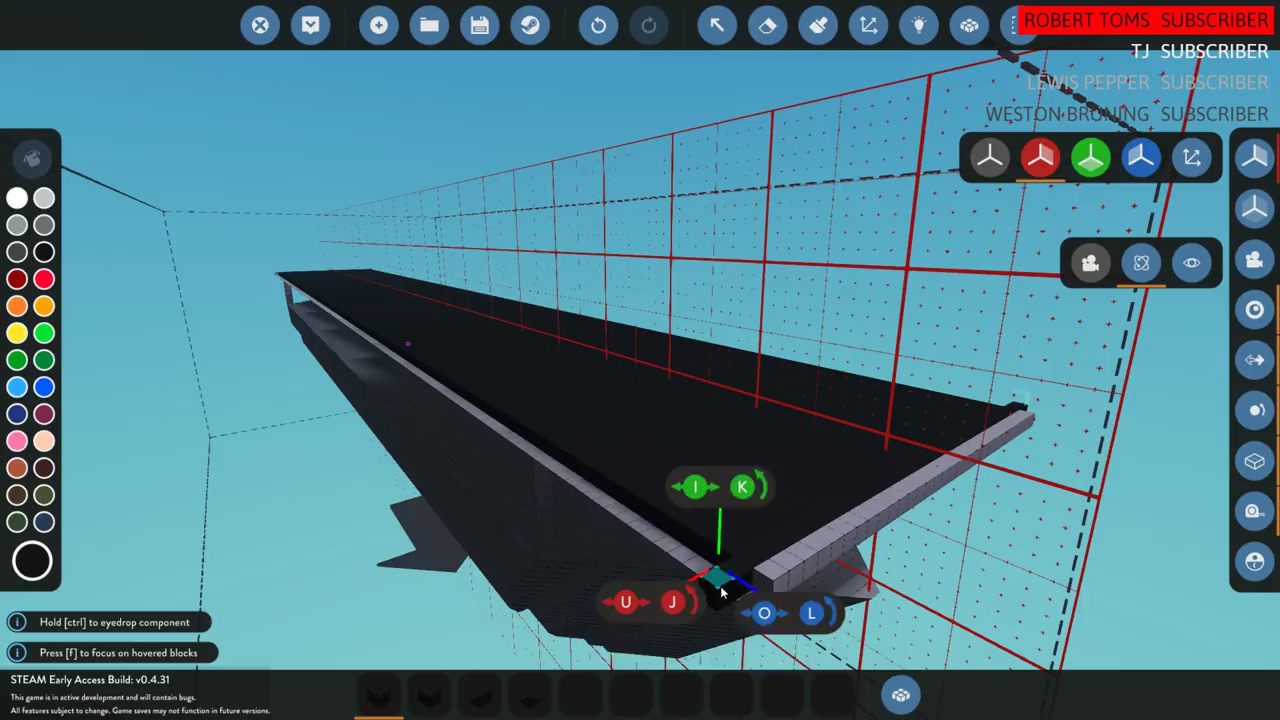 ROBERT TOMS SUBSCRIBER
TJ SUBSCRIBER
LEWIS PEPPER SUBSCRIBER
WESTON BRUNING SUBSCRIBER
I K
U J
O L
Hold [ctrl] to eyedrop component
Press [f] to focus on hovered blocks
STEAM Early Access Build: v0.4.31
This game is in active development and will contain bugs.
All features subject to change. Game saves may not function in future versions.